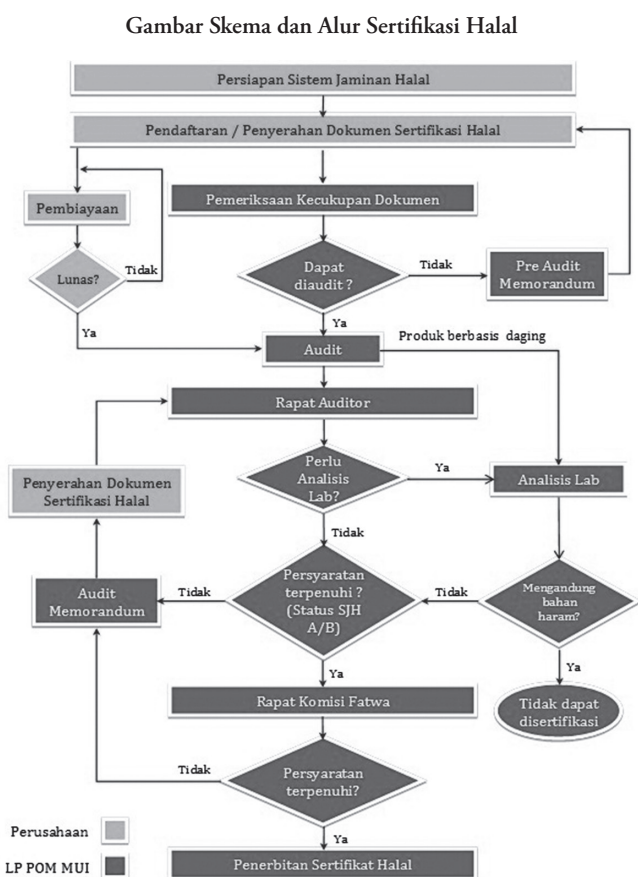 Gambar Skema dan Alur Sertifikasi Halal
Persiapan Sistem Jaminan Halal
Pendaftaran / Penyerahan Dokumen Sertifikasi Halal
Pembiayaan
Pemeriksaan Kecukupan Dokumen
Lunas?
Tidak
Dapat
diaudit ?
Tidak
Pre Audit
Memorandum
Ya
Ya
Audit
Produk berbasis daging
Rapat Auditor
Penyerahan Dokumen
Sertifikasi Halal
Perlu
Analisis
Lab?
Ya
Analisis Lab
Tidak
Audit
Memorandum
Tidak
Persyaratan
terpenuhi ?
(Status SJH
A/B)
Tidak
Mengandung
bahan
haram?
Ya
Ya
Rapat Komisi Fatwa
Tidak dapat
disertifikasi
Tidak
Persyaratan
terpenuhi?
Perusahaan
Ya
LP POM MUI
Penerbitan Sertifikat Halal